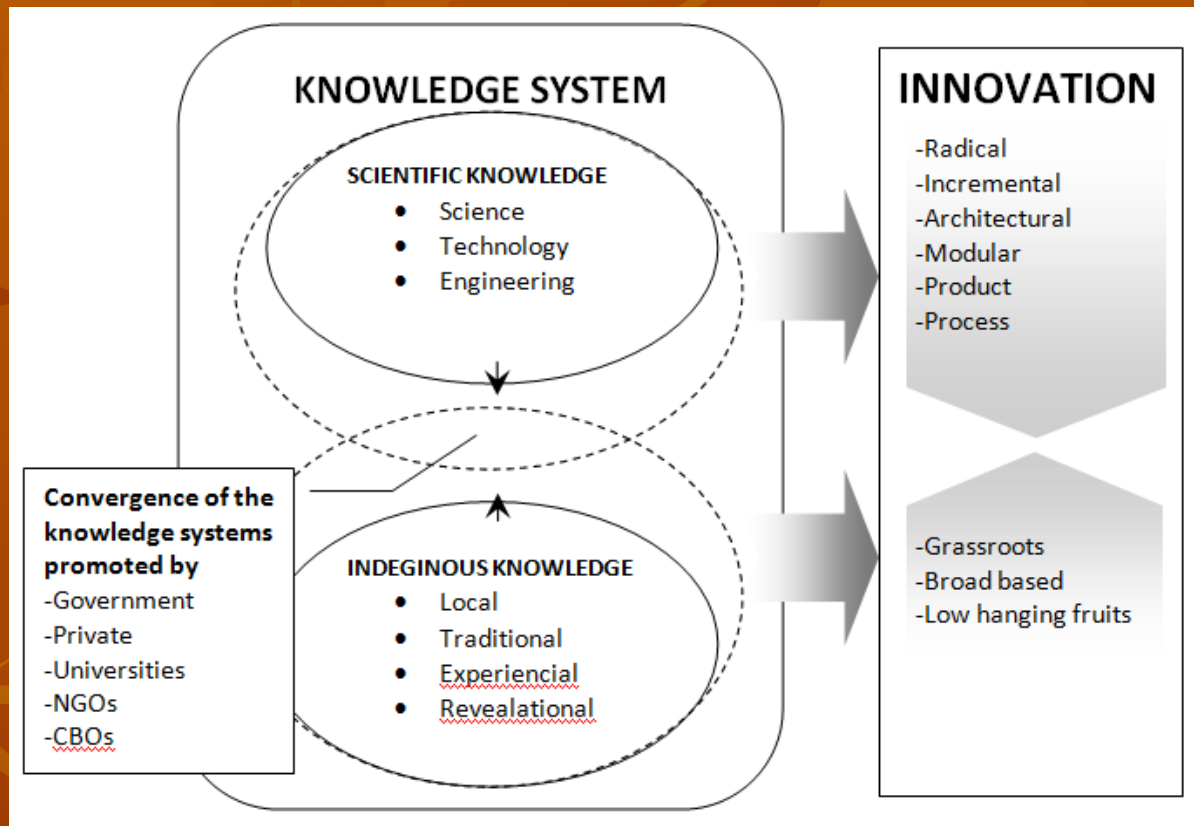 KNOWLEDGE SYSTEM
SCIENTIFIC KNOWLEDGE
• Science
• Technology
• Engineering
Convergence of the
knowledge systems
promoted by
-Government
-Private
-Universities
-NGOs
-CBOs
INDEGINOUS KNOWLEDGE
• Local
• Traditional
• Experiencial
• Revealational
INNOVATION
-Radical
-Incremental
-Architectural
-Modular
-Product
-Process
-Grassroots
-Broad based
-Low hanging fruits